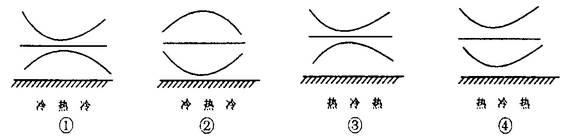 冷 热 冷 冷 热 冷 热 冷 热 热 冷 热
① ② ③ ④